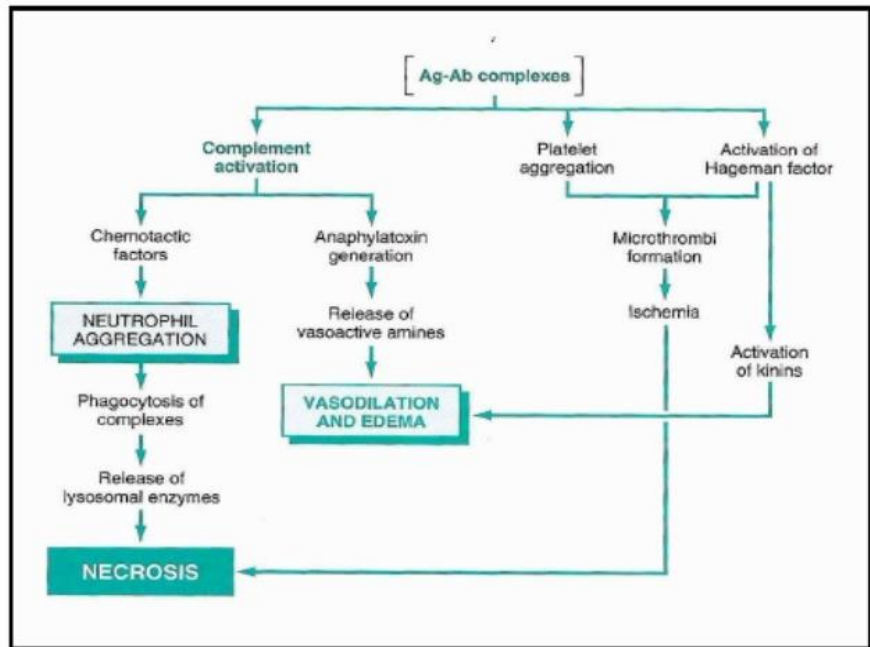 [Ag-Ab complexes]
Complement
activation
Platelet
aggregation
Activation of
Hageman factor
Chemotactic
factors
Anaphylatoxin
generation
Microthrombi
formation
NEUTROPHIL
AGGREGATION
Release of
vasoactive amines
Ischemia
Activation
of kinins
Phagocytosis of
complexes
VASODILATION
AND EDEMA
Release of
lysosomal enzymes
NECROSIS